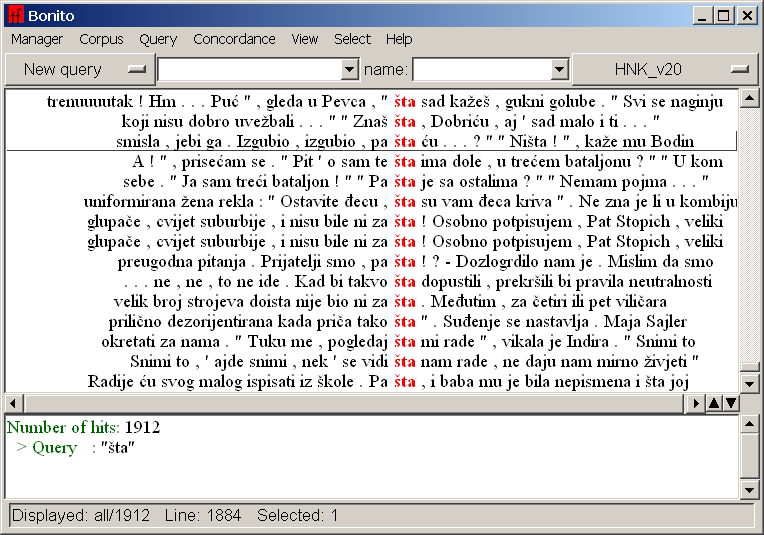 Bonito
Manager Corpus Query Concordance View Select Help
New query name: HNK_v20
trenuuuutak ! Hm . . . Puć " , gleda u Pevca , " šta sad kažeš , gukni golube . " Svi se naginju
koji nisu dobro uvežbali . . . " " Znaš šta , Dobriću , aj ' sad malo i ti . . . "
smisla , jebi ga . Izgubio , izgubio , pa šta ću . . . ? " " Ništa ! " , kaže mu Bodin
A ! " , prisećam se . " Pit ' o sam te šta ima dole , u trećem bataljonu ? " " U kom
sebe . " Ja sam treći bataljon ! " " Pa šta je sa ostalima ? " " Nemam pojma . . . "
uniformirana žena rekla : " Ostavite đecu , šta su vam đeca kriva " . Ne zna je li u kombiju
glupače , cvijet suburbije , i nisu bile ni za šta ! Osobno potpisujem , Pat Stopich , veliki
glupače , cvijet suburbije , i nisu bile ni za šta ! Osobno potpisujem , Pat Stopich , veliki
preugodna pitanja . Prijatelji smo , pa šta ! ? - Dozlogrdilo nam je . Mislim da smo
. . . ne , ne , to ne ide . Kad bi takvo šta dopustili , prekršili bi pravila neutralnosti
velik broj strojeva doista nije bio ni za šta . Međutim , za četiri ili pet viličara
prilično dezorijentirana kada priča tako šta " . Suđenje se nastavlja . Maja Sajler
okretati za nama . " Tuku me , pogledaj šta mi rade " , vikala je Indira . " Snimi to
Snimi to , ' ajde snimi , nek ' se vidi šta nam rade , ne daju nam mirno živjeti "
Radije ću svog malog ispisati iz škole . Pa šta , i baba mu je bila nepismena i šta joj
Number of hits: 1912
> Query : "šta"
Displayed: all/1912 Line: 1884 Selected: 1